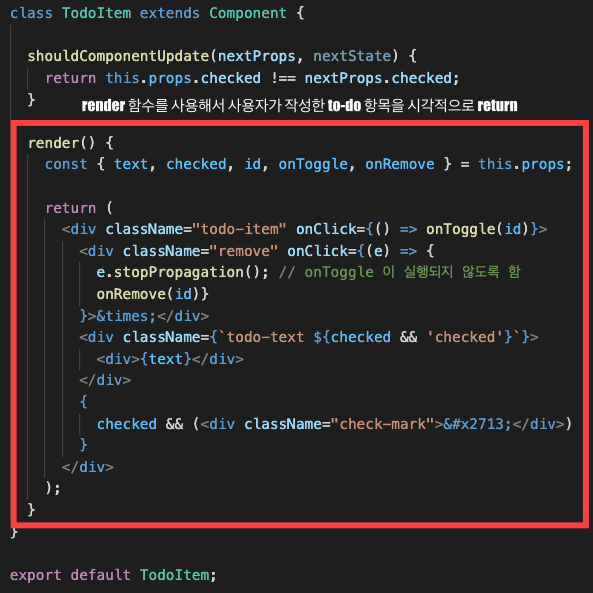 class TodoItem extends Component {
shouldComponentUpdate(nextProps, nextState) {
return this.props.checked !== nextProps.checked;
}
render 함수를 사용해서 사용자가 작성한 to-do 항목을 시각적으로 return
render() {
const { text, checked, id, onToggle, onRemove } = this.props;
return (
<div className="todo-item" onClick={() => onToggle(id)}>
<div className="remove" onClick={(e) => {
e.stopPropagation(); // onToggle 이 실행되지 않도록 함
onRemove(id)}
}>&times;</div>
<div className={`todo-text ${checked && 'checked'}`}>
<div>{text}</div>
</div>
{
checked && (<div className="check-mark">&#x2713;</div>)
}
</div>
);
}
}
export default TodoItem;